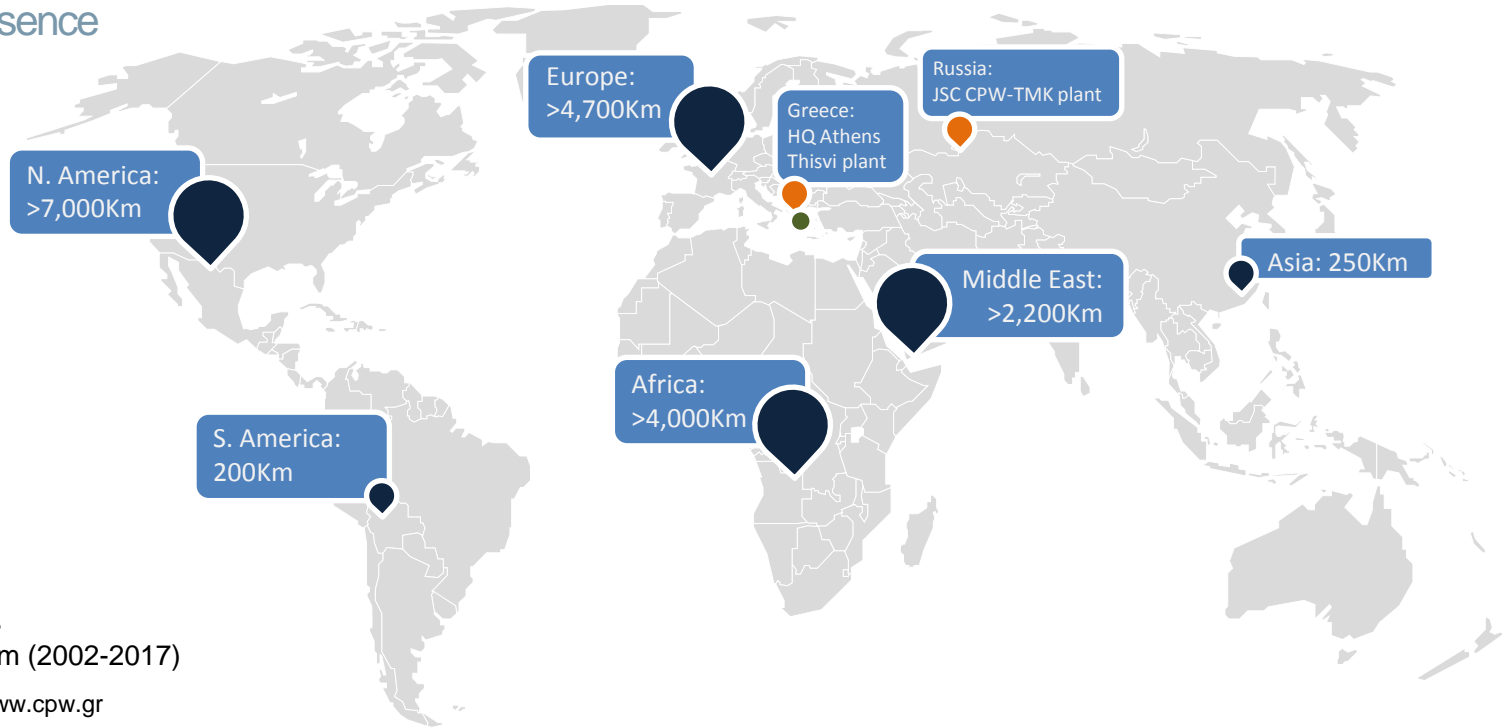 sence
Europe:
>4,700Km
Russia:
JSC CPW-TMK plant
Greece:
HQ Athens
Thisvi plant
N. America:
>7,000Km
Asia: 250Km
Middle East:
>2,200Km
Africa:
>4,000Km
S. America:
200Km
m (2002-2017)
ww.cpw.gr